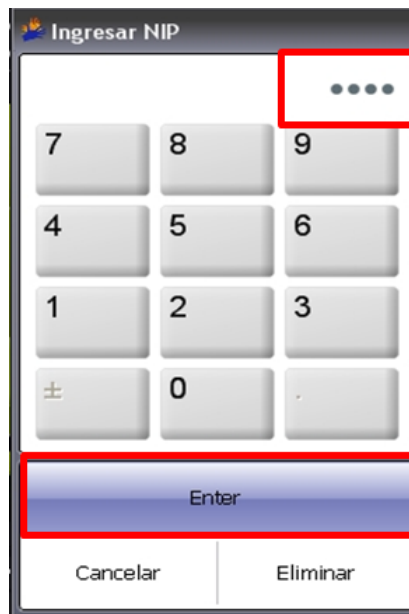 Ingresar NIP
••••
7 8 9
4 5 6
1 2 3
± 0 .
Enter
Cancelar Eliminar